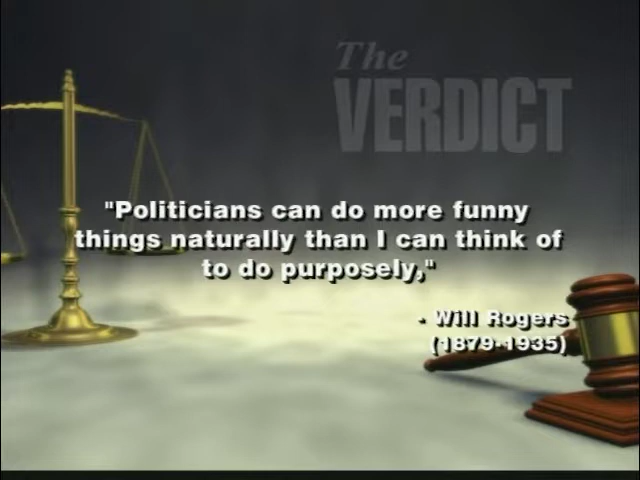 The
VERDICT
"Politicians can do more funny
things naturally than I can think of
to do purposely,"
- Will Rogers
(1879-1935)